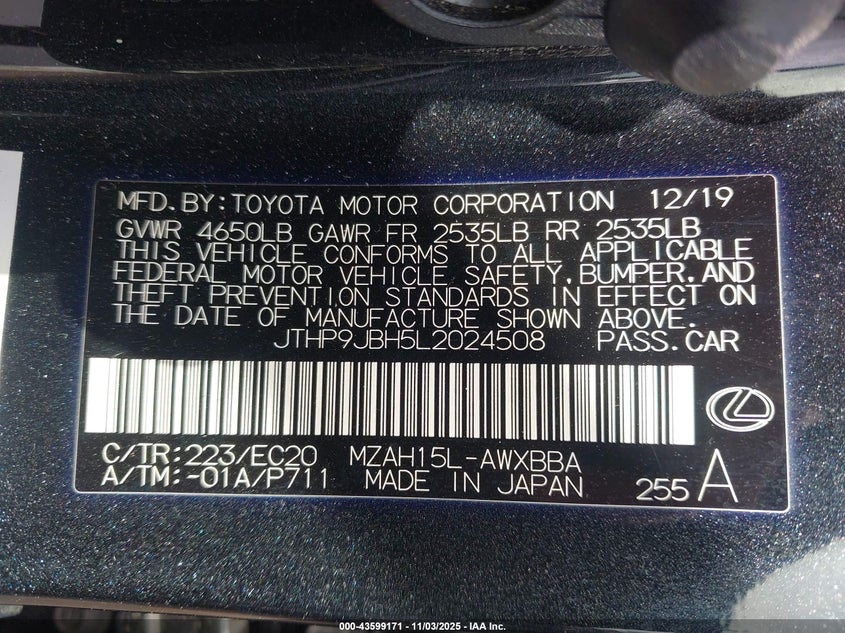 MFD.BY:TOYOTA MOTOR CORPORATION 12/19
GVWR 4650LB GAWR FR 2535LB RR 2535LB
THIS VEHICLE CONFORMS TO ALL APPLICABLE
FEDERAL MOTOR VEHICLE SAFETY,BUMPER,AND
THEFT PREVENTION STANDARDS IN EFFECT ON
THE DATE OF MANUFACTURE SHOWN ABOVE.
JTHP9JBH5L2024508 PASS.CAR
C/TR:223/EC20 MZAH15L-AWXBBA
A/TM:-01A/P711 MADE IN JAPAN 255 A
000-43599171 | 11/03/2025 - IAA Inc.